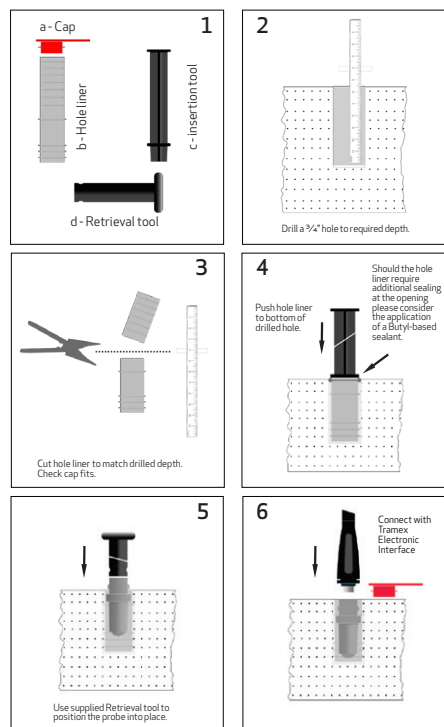 1
a - Cap
b - Hole liner
c - insertion tool
d - Retrieval tool
2
Drill a ¾" hole to required depth.
3
Cut hole liner to match drilled depth.
Check cap fits.
4
Push hole liner
to bottom of
drilled hole.
Should the hole
liner require
additional sealing
at the opening
please consider
the application
of a Butyl-based
sealant.
5
Use supplied Retrieval tool to
position the probe into place.
6
Connect with
Tramex
Electronic
Interface